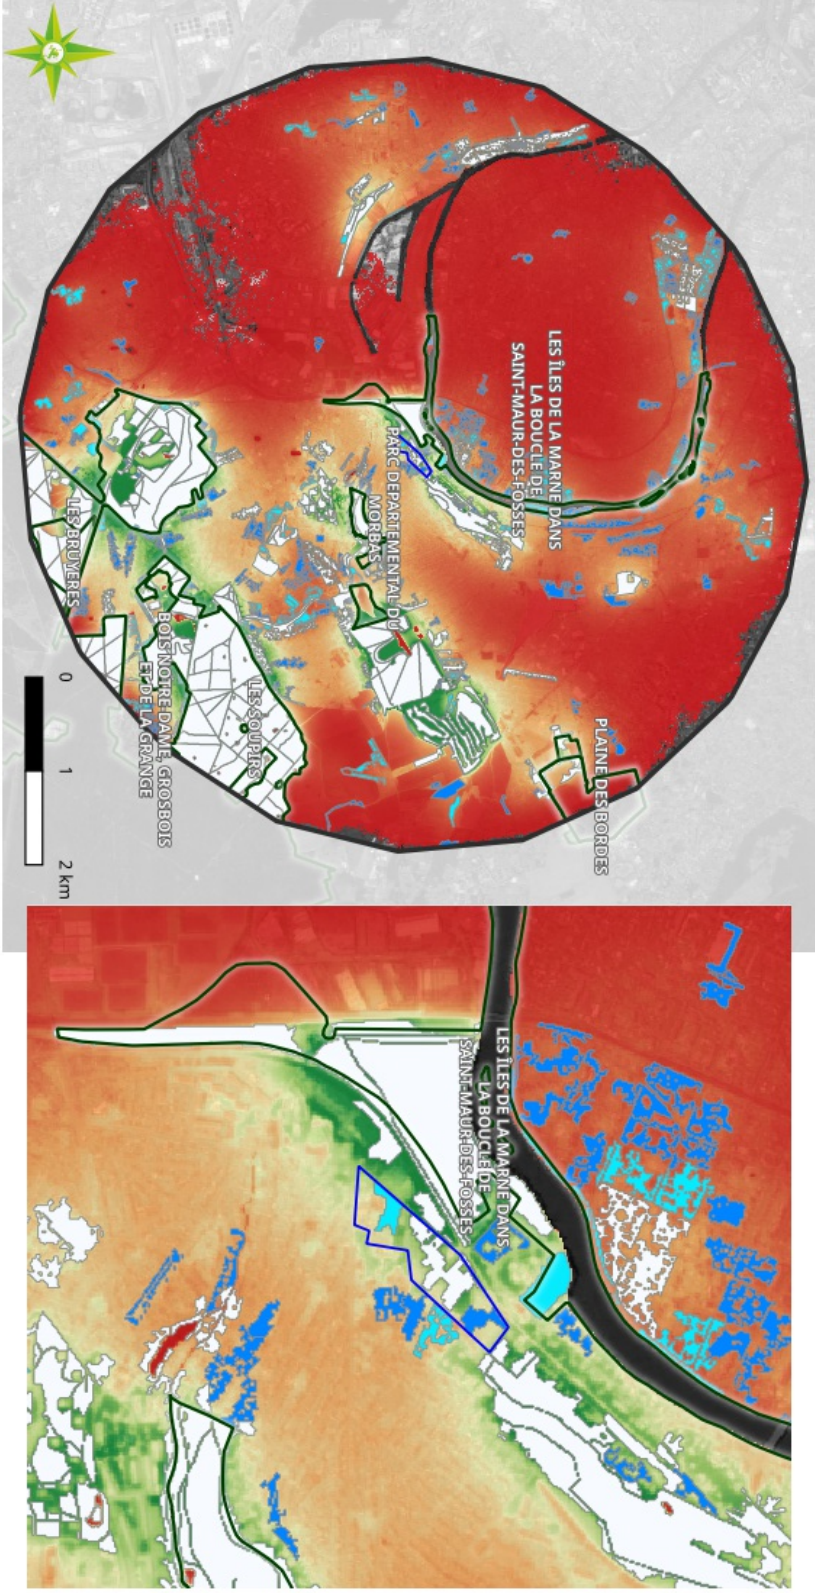 LES ÎLES DE LA MARNE DANS
LA BOUCLE DE
SAINT-MAUR-DES-FOSSES
PARC DEPARTEMENTAL DU
MORBAS
LES BRUYERES
BOIS NOTRE-DAME, GROSBOIS
ET DE LA GRANGE
LES SOUPIRS
PLAINE DES BORDES
0
1
2 km
LES ÎLES DE LA MARNE DANS
LA BOUCLE DE
SAINT-MAUR-DES-FOSSES